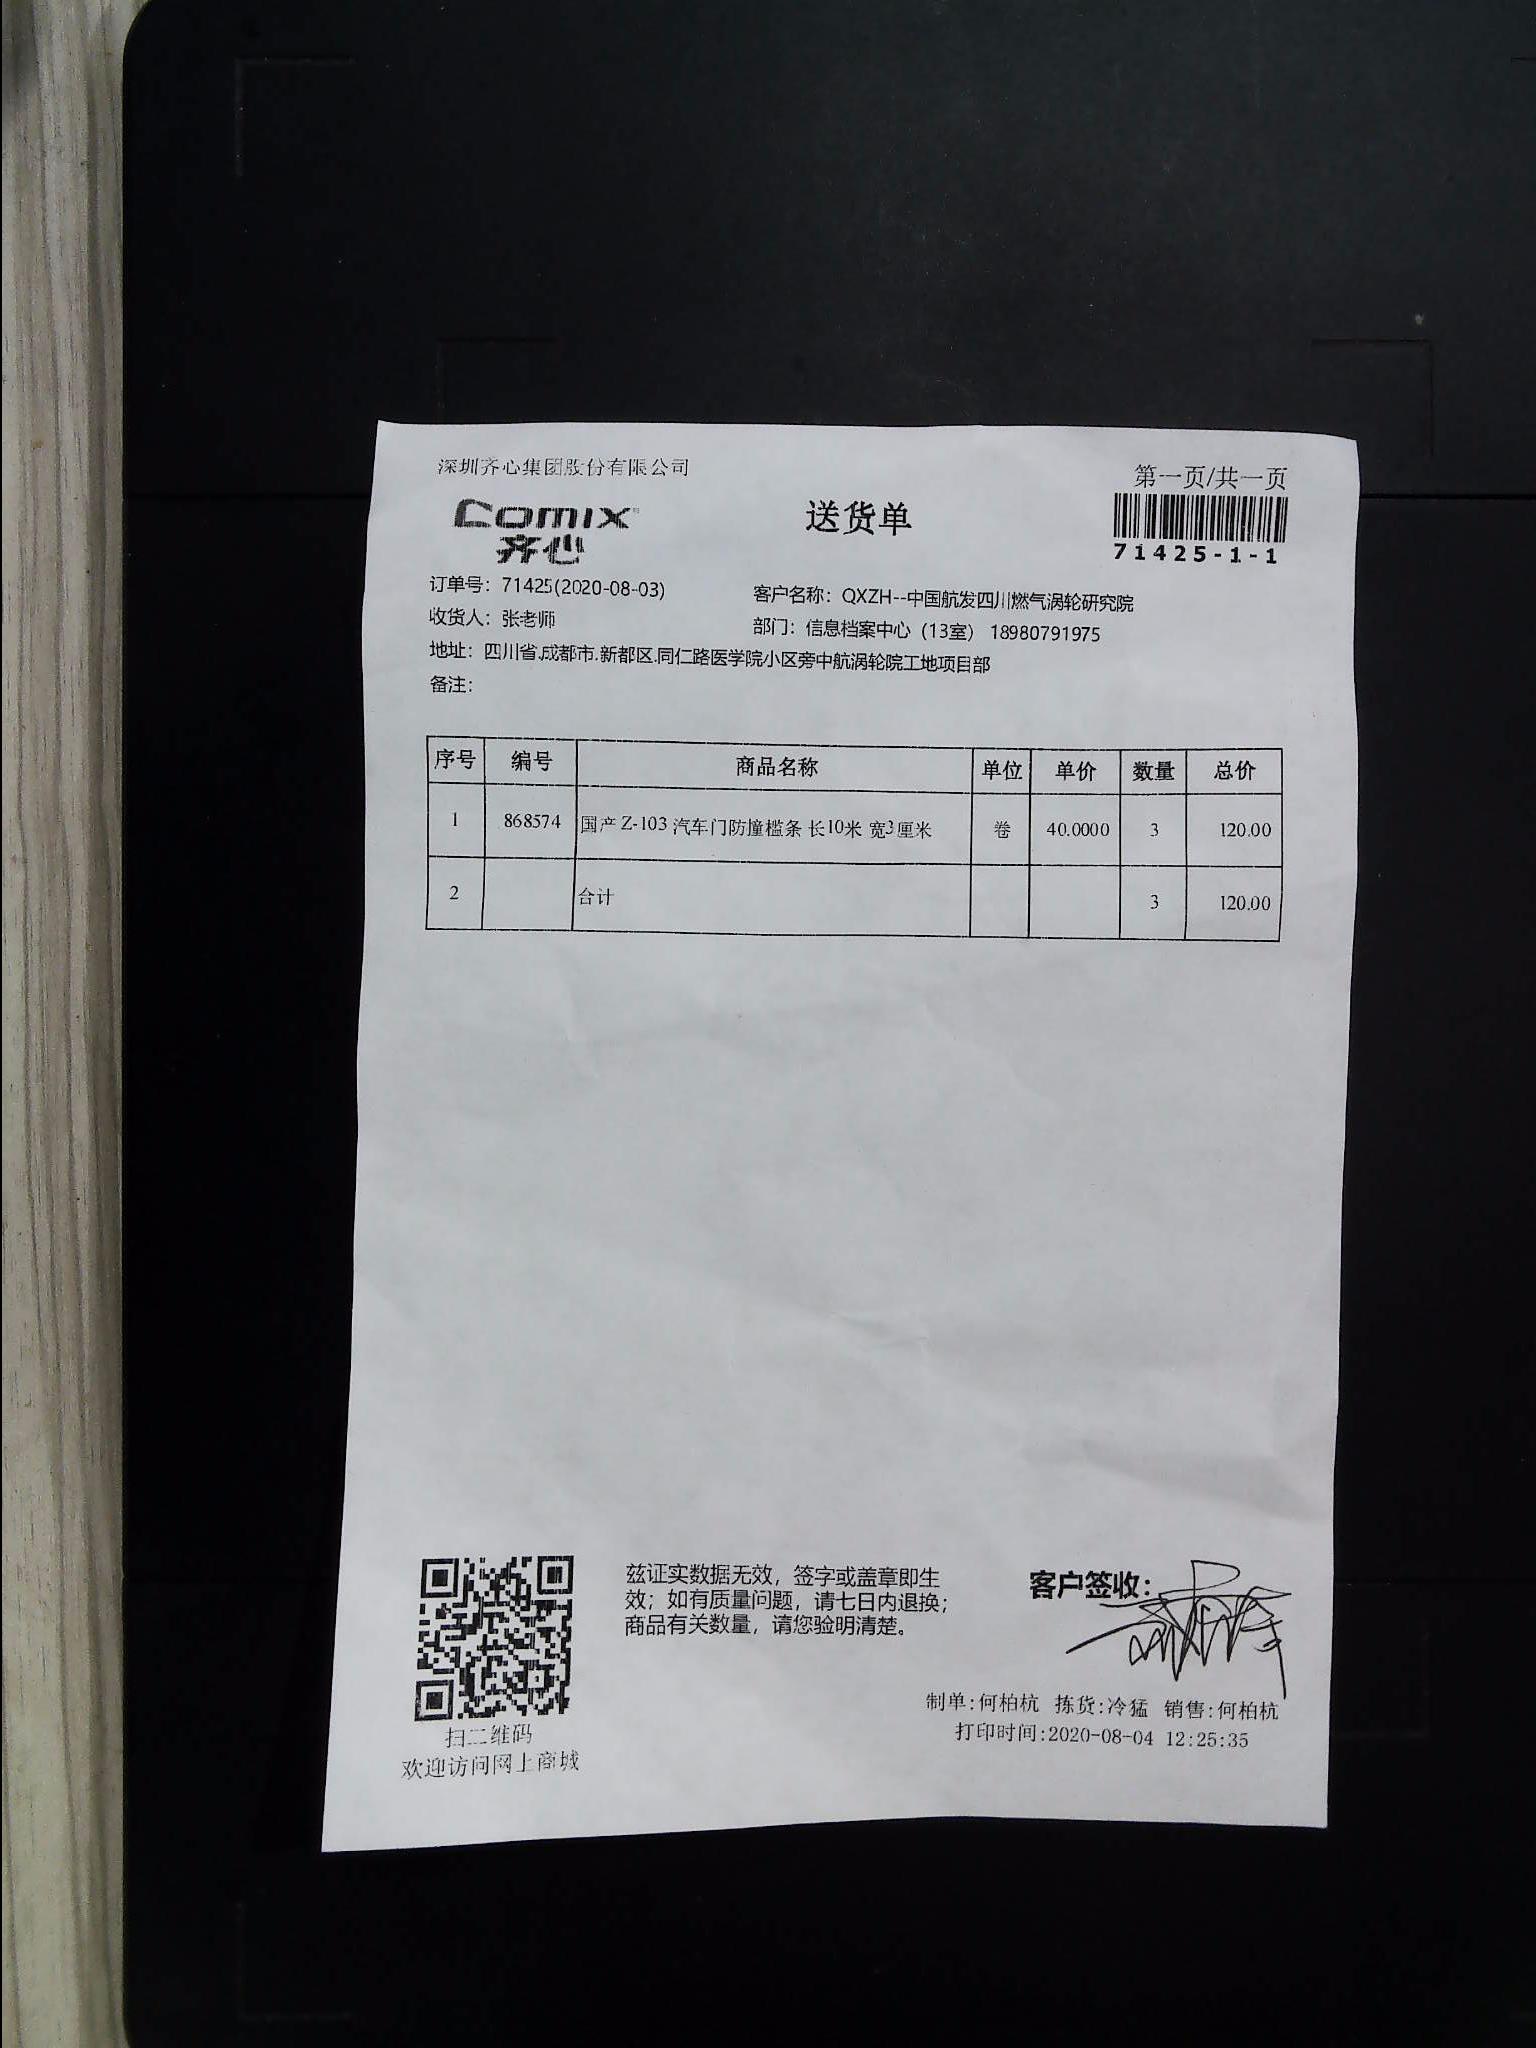 深圳齐心集团股份有限公司
第一页/共一页
comix
齐心
送货单
71425-1-1
订单号：71425(2020-08-03)
客户名称：QXZH--中国航发四川燃气涡轮研究院
收货人：张老师
部门：信息档案中心（13室） 18980791975
地址：四川省.成都市.新都区.同仁路医学院小区旁中航涡轮院工地项目部
备注：
序号 编号 商品名称 单位 单价 数量 总价
1 868574 国产 Z-103 汽车门防撞槛条 长10米 宽3厘米 卷 40.0000 3 120.00
2 合计 3 120.00
兹证实数据无效，签字或盖章即生
效；如有质量问题，请七日内退换；
商品有关数量，请您验明清楚。
客户签收：
扫二维码
欢迎访问网上商城
制单:何柏杭 拣货:冷猛 销售:何柏杭
打印时间:2020-08-04 12:25:35